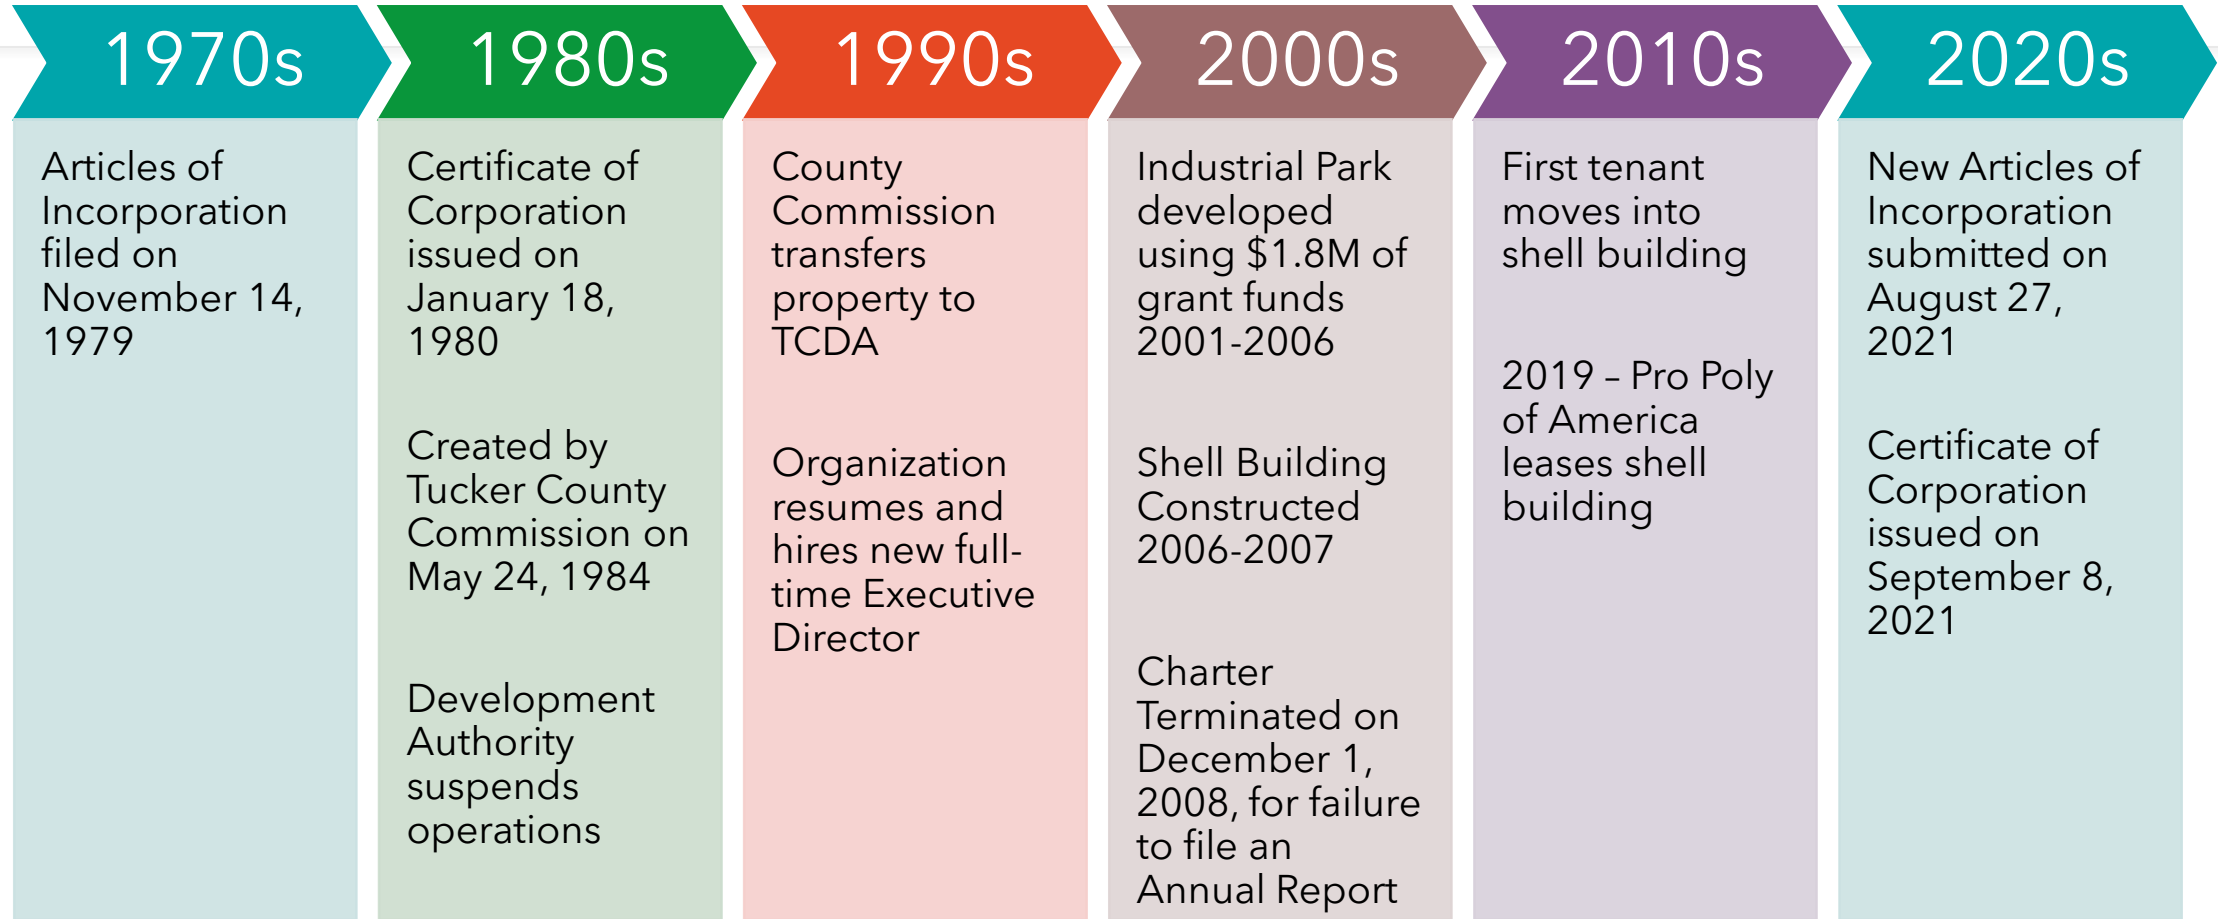 1970s
Articles of
Incorporation
filed on
November 14,
1979
1980s
Certificate of
Corporation
issued on
January 18,
1980
Created by
Tucker County
Commission on
May 24, 1984
Development
Authority
suspends
operations
1990s
County
Commission
transfers
property to
TCDA
Organization
resumes and
hires new full-
time Executive
Director
2000s
Industrial Park
developed
using $1.8M of
grant funds
2001-2006
Shell Building
Constructed
2006-2007
Charter
Terminated on
December 1,
2008, for failure
to file an
Annual Report
2010s
First tenant
moves into
shell building
2019 – Pro Poly
of America
leases shell
building
2020s
New Articles of
Incorporation
submitted on
August 27,
2021
Certificate of
Corporation
issued on
September 8,
2021